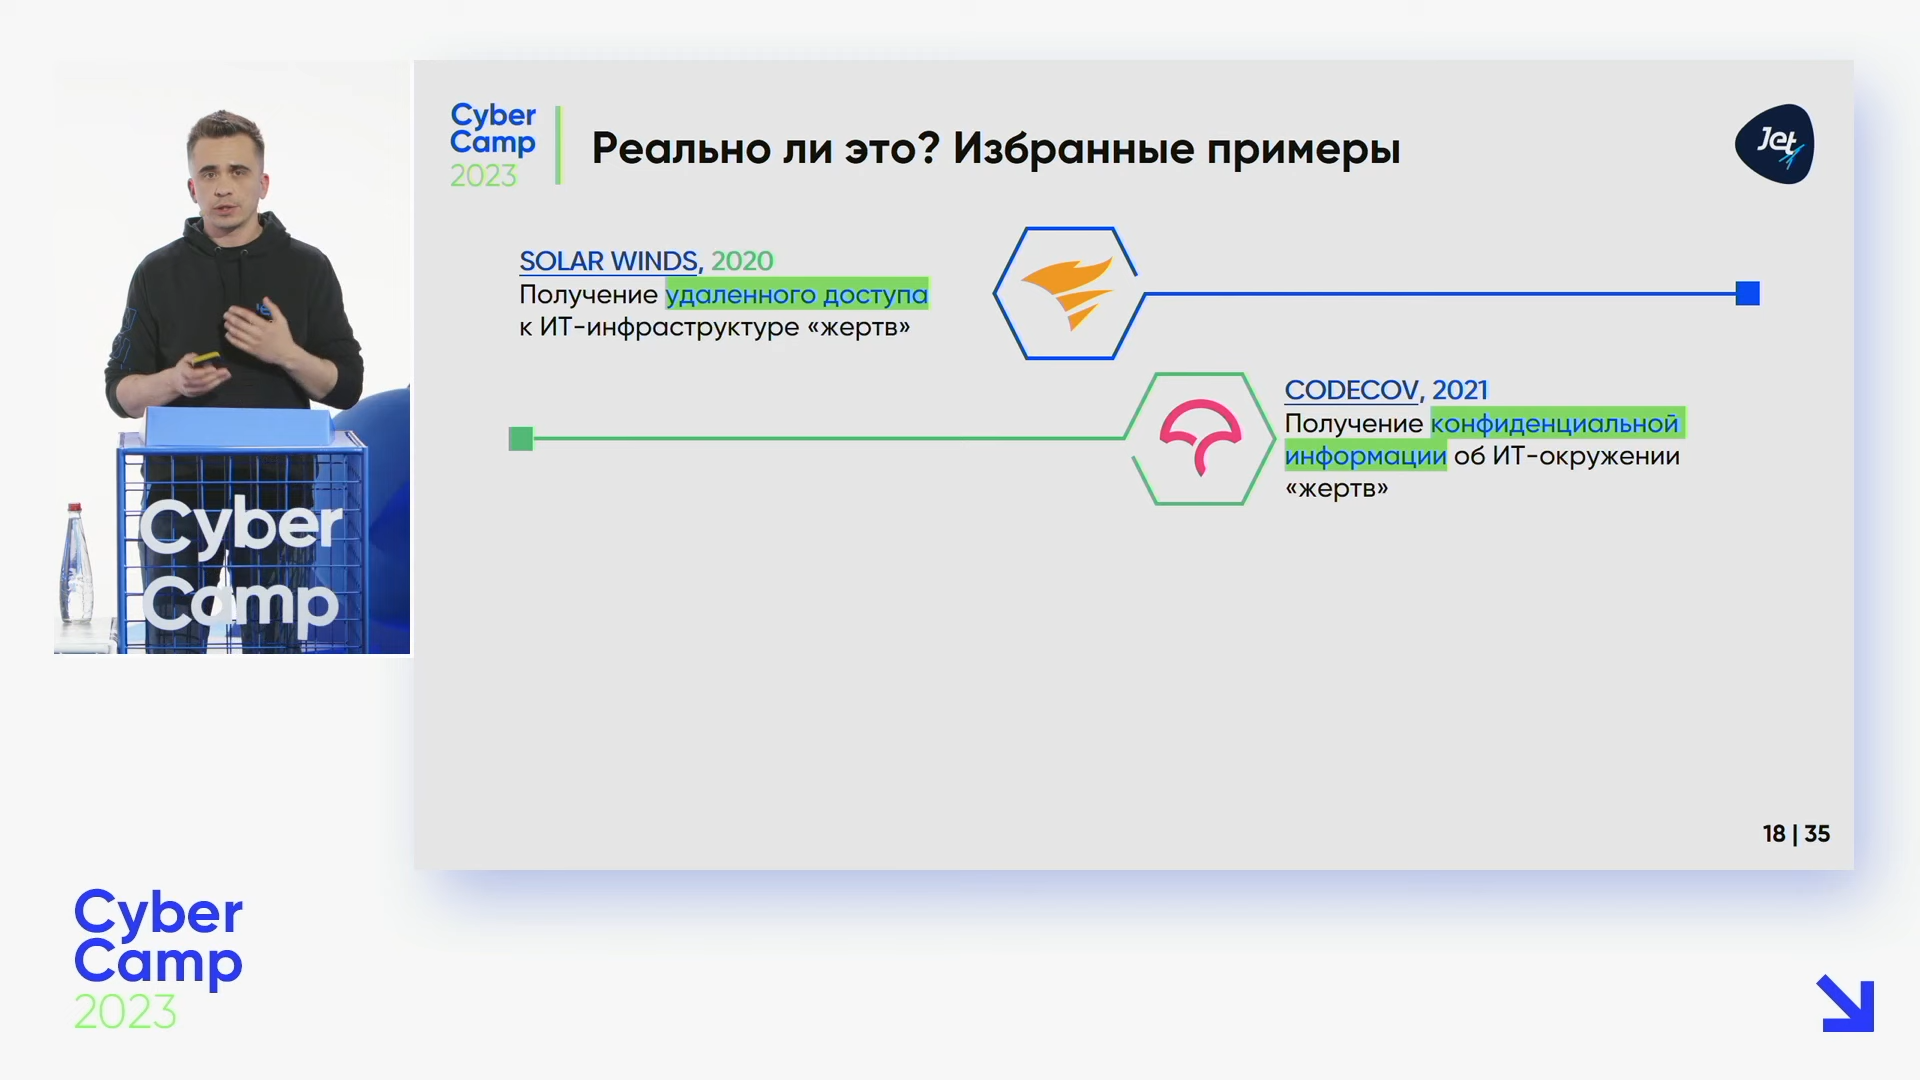 Cyber
Camp
2023
Реально ли это? Избранные примеры
Jet
SOLAR WINDS, 2020
Получение удаленного доступа
к ИТ-инфраструктуре «жертв»
CODECOV, 2021
Получение конфиденциальной
информации об ИТ-окружении
«жертв»
18 | 35
Cyber
Camp
Cyber
Camp
2023